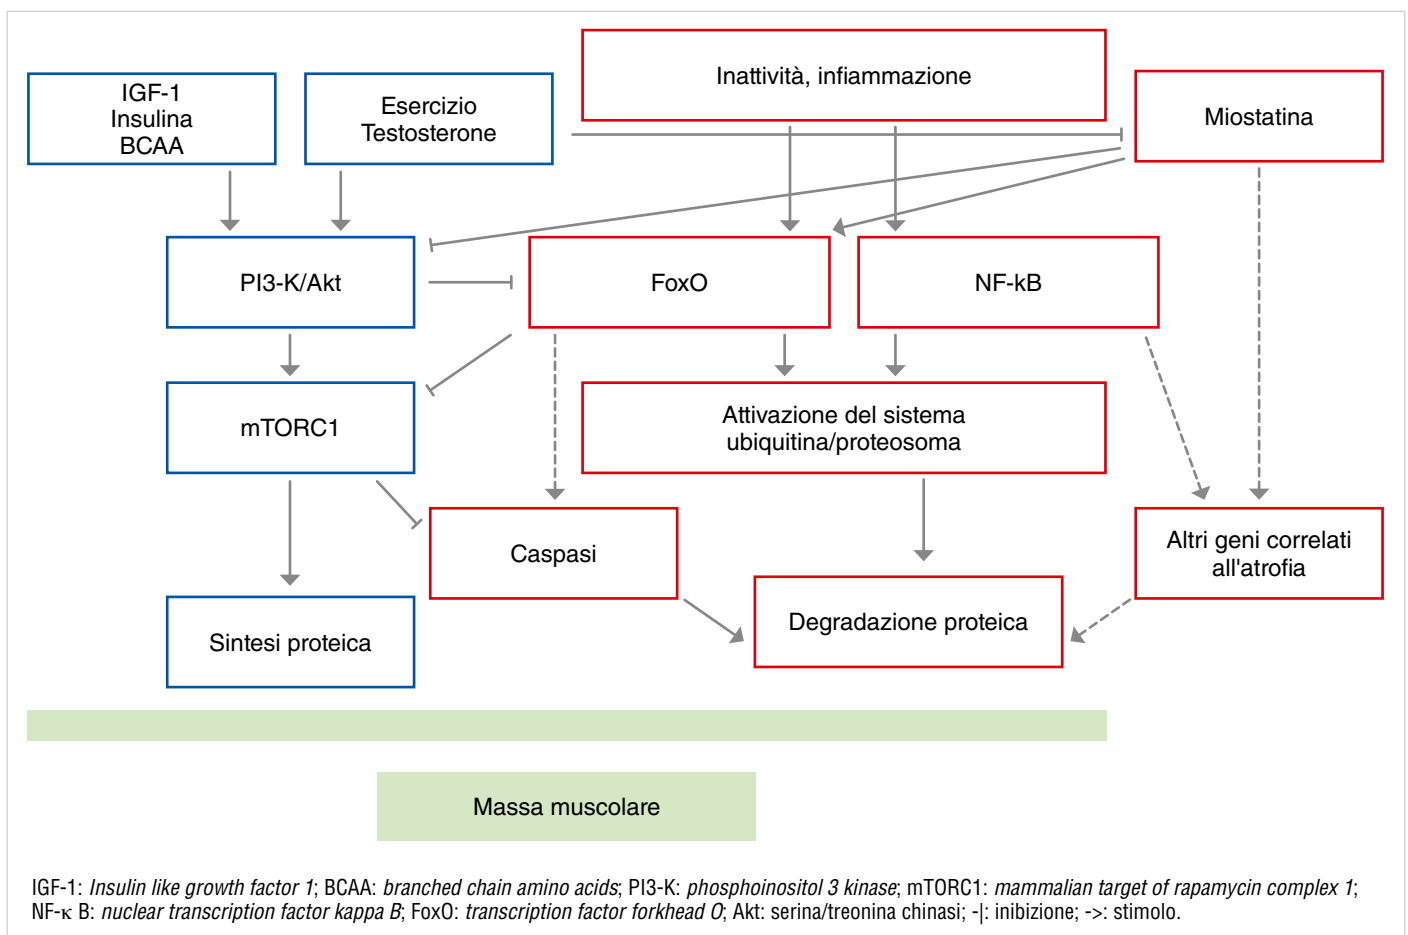 IGF-1
Insulina
BCAA
Esercizio
Testosterone
Inattività, infiammazione
Miostatina
PI3-K/Akt
FoxO
NF-kB
mTORC1
Attivazione del sistema
ubiquitina/proteosoma
Caspasi
Altri geni correlati
all'atrofia
Sintesi proteica
Degradazione proteica
Massa muscolare
IGF-1: Insulin like growth factor 1; BCAA: branched chain amino acids; PI3-K: phosphoinositol 3 kinase; mTORC1: mammalian target of rapamycin complex 1;
NF-κ B: nuclear transcription factor kappa B; FoxO: transcription factor forkhead O; Akt: serina/treonina chinasi; -|: inibizione; ->: stimolo.